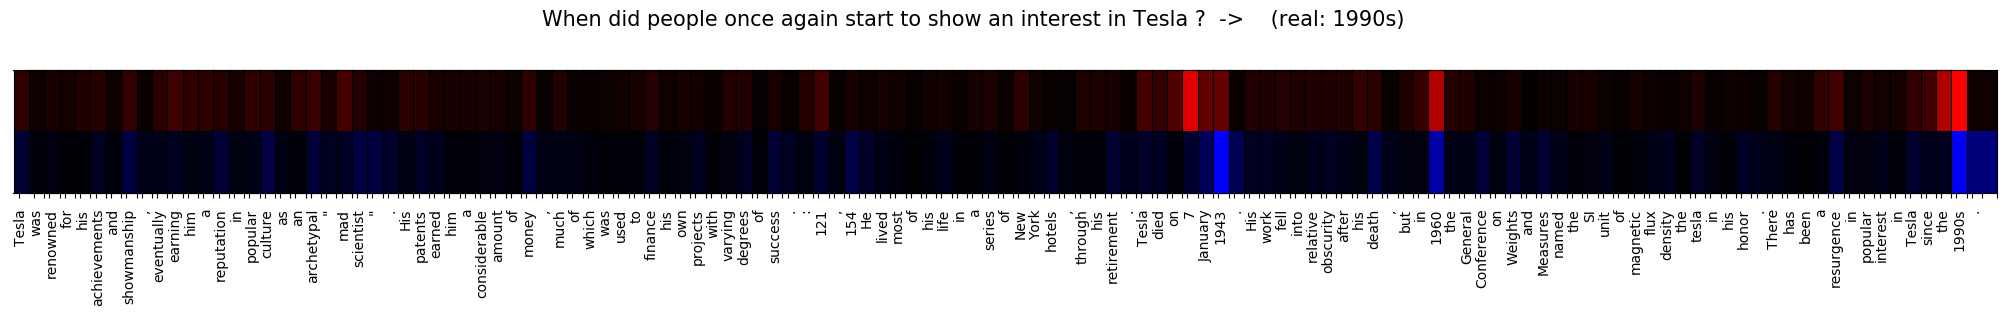 When did people once again start to show an interest in Tesla ? -> (real: 1990s)
Tesla
was
renowned
for
his
achievements
and
showmanship
,
eventually
earning
him
a
reputation
in
popular
culture
as
an
archetypal
"
mad
scientist
"
.
His
patents
earned
him
a
considerable
amount
of
money
,
much
of
which
was
used
to
finance
his
own
projects
with
varying
degrees
of
success
.
:
121
,
154
He
lived
most
of
his
life
in
a
series
of
New
York
hotels
,
through
his
retirement
.
Tesla
died
on
7
January
1943
.
His
work
fell
into
relative
obscurity
after
his
death
,
but
in
1960
the
General
Conference
on
Weights
and
Measures
named
the
SI
unit
of
magnetic
flux
density
the
tesla
in
his
honor
.
There
has
been
a
resurgence
in
popular
interest
in
Tesla
since
the
1990s
.